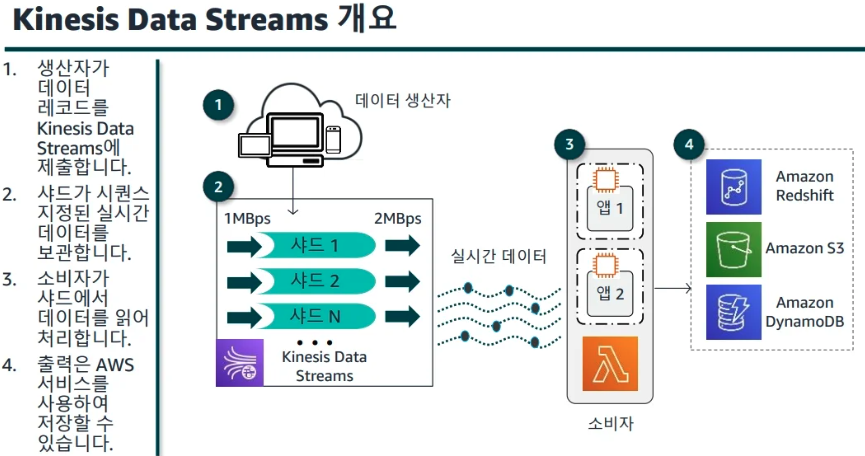 Kinesis Data Streams 개요
1. 생산자가
데이터
레코드를
Kinesis Data
Streams에
제출합니다.
2. 샤드가 시퀀스
지정된 실시간
데이터를
보관합니다.
3. 소비자가
샤드에서
데이터를 읽어
처리합니다.
4. 출력은 AWS
서비스를
사용하여
저장할 수
있습니다.
1
데이터 생산자
2
1MBps
2MBps
샤드 1
샤드 2
샤드 N
Kinesis Data
Streams
실시간 데이터
3
앱 1
앱 2
소비자
4
Amazon
Redshift
Amazon S3
Amazon
DynamoDB